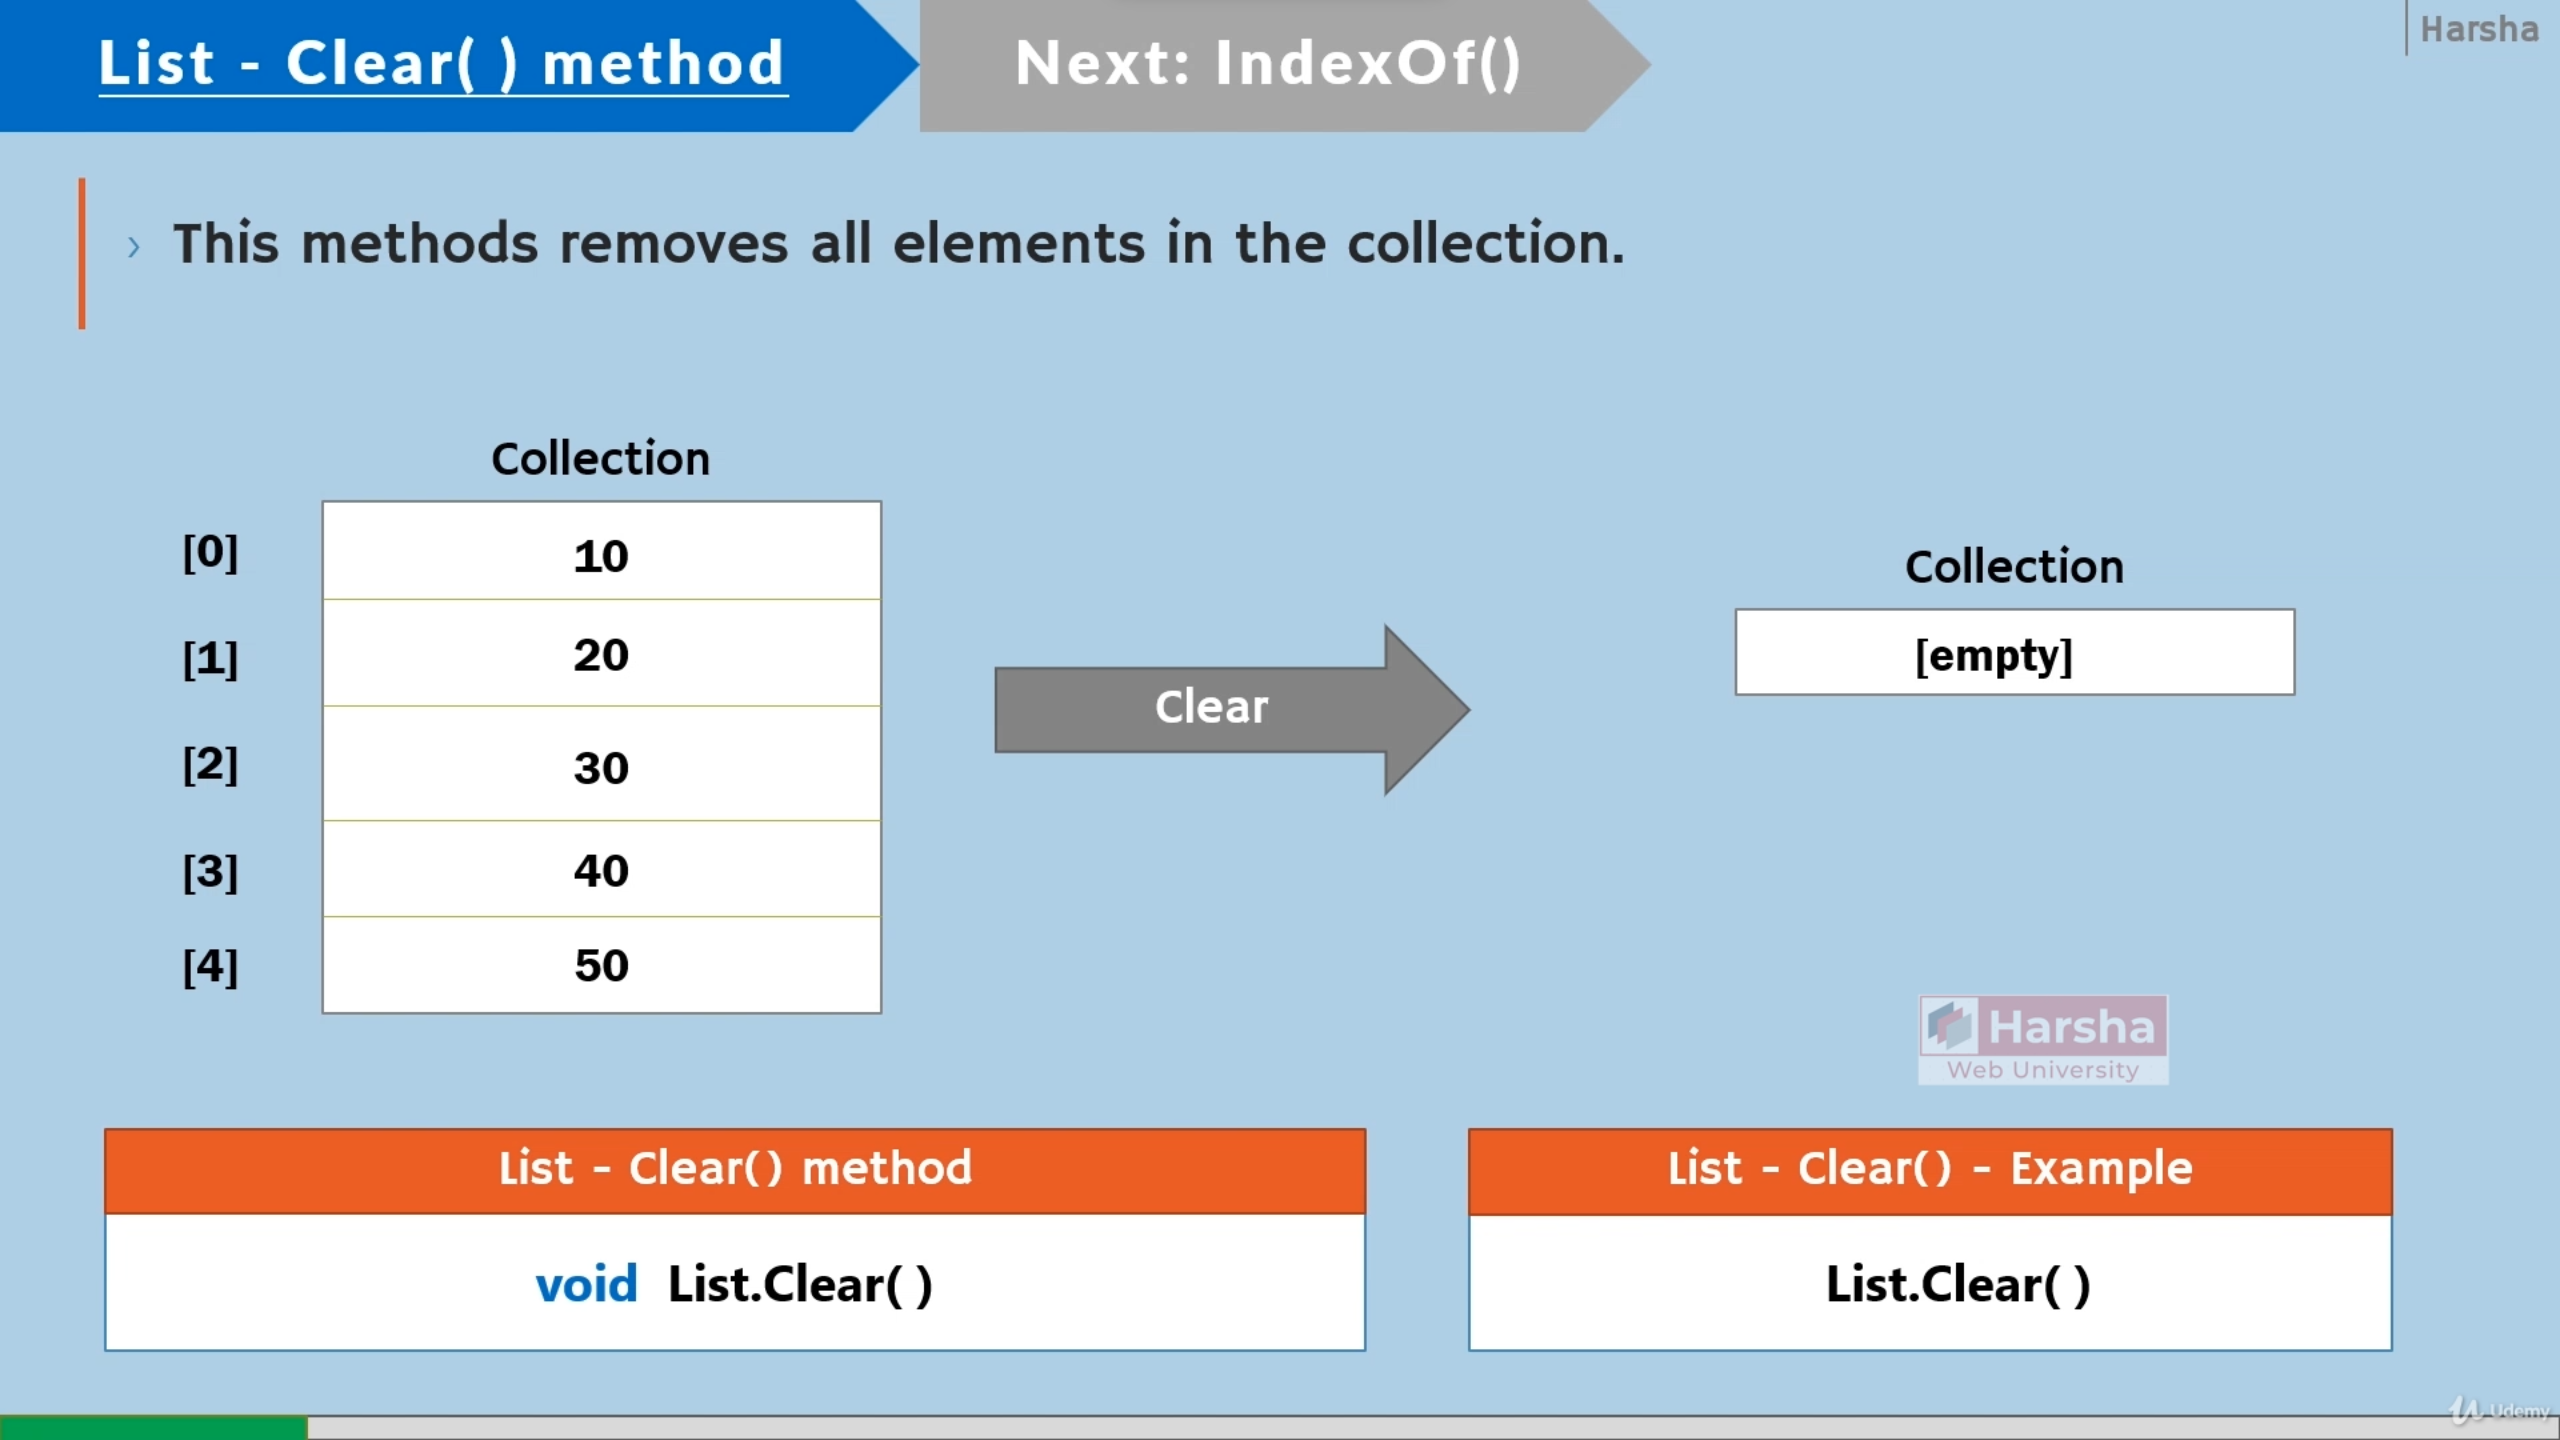 List - Clear( ) method
Next: IndexOf()
Harsha
› This methods removes all elements in the collection.
Collection
[0] 10
[1] 20
[2] 30
[3] 40
[4] 50
Clear
Collection
[empty]
Harsha
Web University
List - Clear() method
void List.Clear( )
List - Clear() - Example
List.Clear( )
Udemy